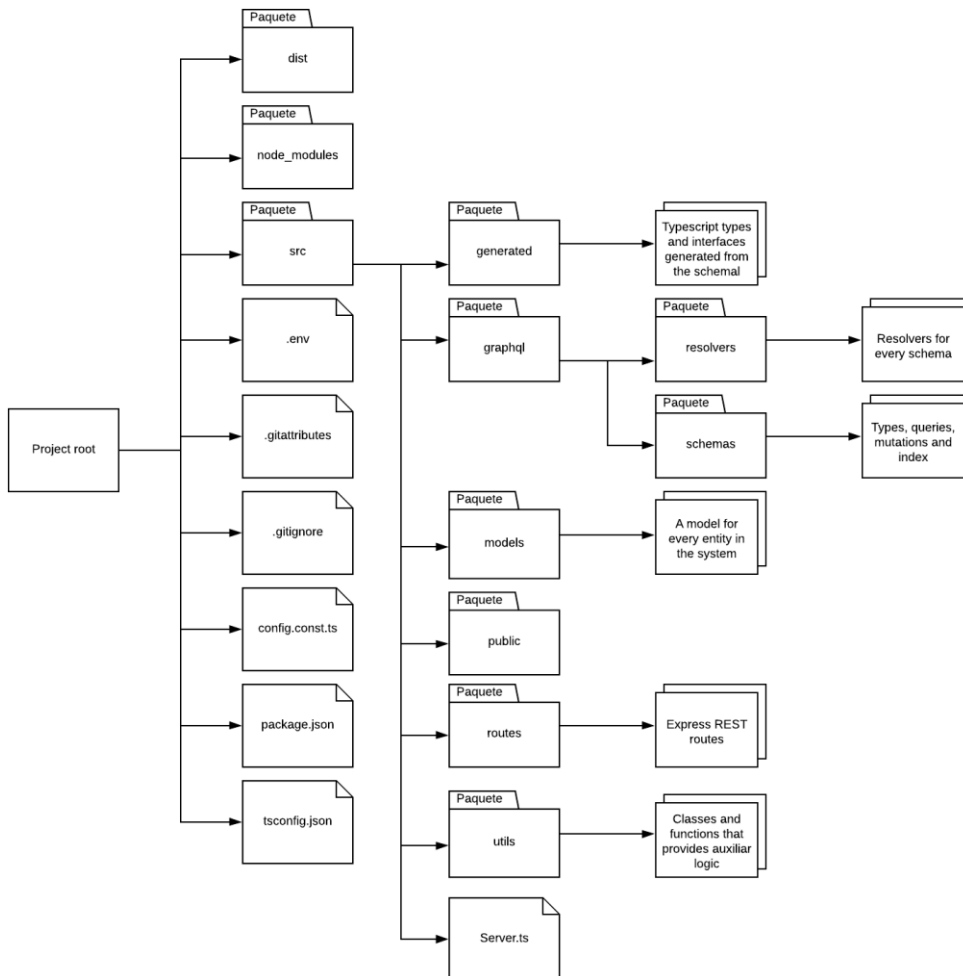 Paquete
dist
Paquete
node_modules
Paquete
src
Paquete
generated
Typescript types
and interfaces
generated from
the schemal
.env
Paquete
graphql
Paquete
resolvers
Resolvers for
every schema
Project root
.gitattributes
Paquete
schemas
Types, queries,
mutations and
index
.gitignore
Paquete
models
A model for
every entity in
the system
config.const.ts
Paquete
public
package.json
Paquete
routes
Express REST
routes
tsconfig.json
Paquete
utils
Classes and
functions that
provides auxiliar
logic
Server.ts